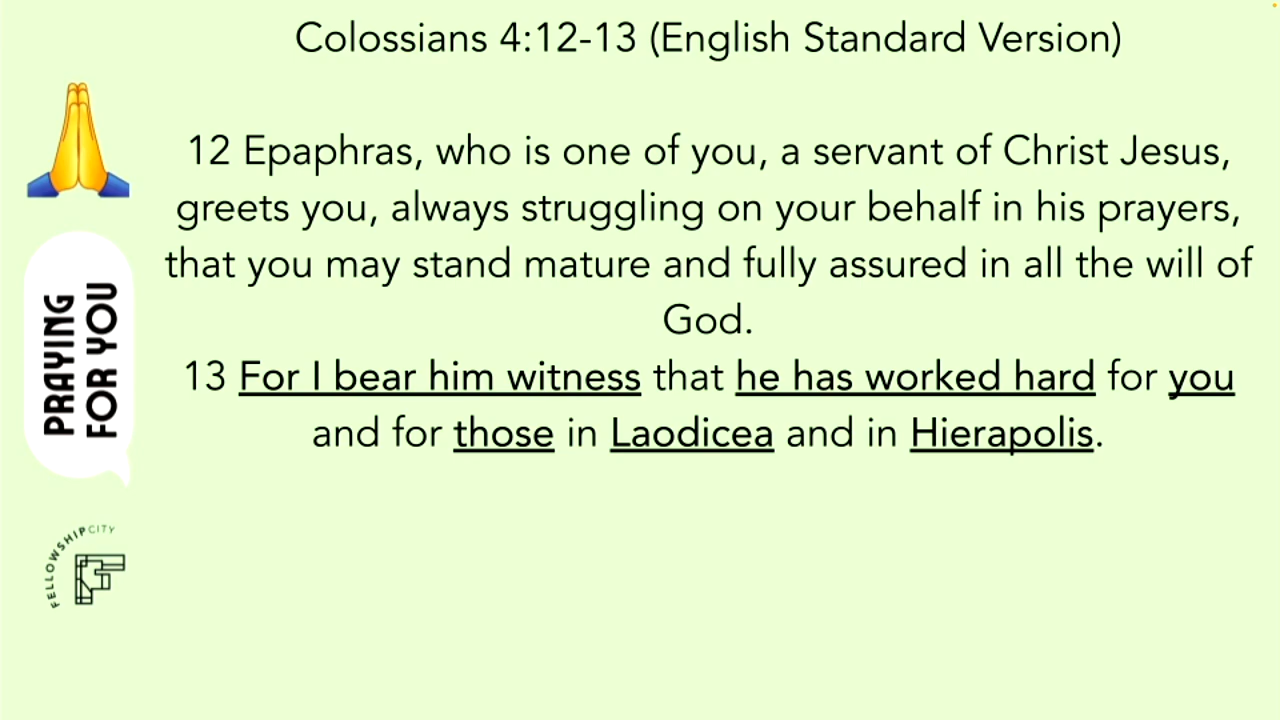 Colossians 4:12-13 (English Standard Version)
12 Epaphras, who is one of you, a servant of Christ Jesus,
greets you, always struggling on your behalf in his prayers,
that you may stand mature and fully assured in all the will of
God.
13 For I bear him witness that he has worked hard for you
and for those in Laodicea and in Hierapolis.
PRAYING
FOR YOU
FELLOWSHIPCITY